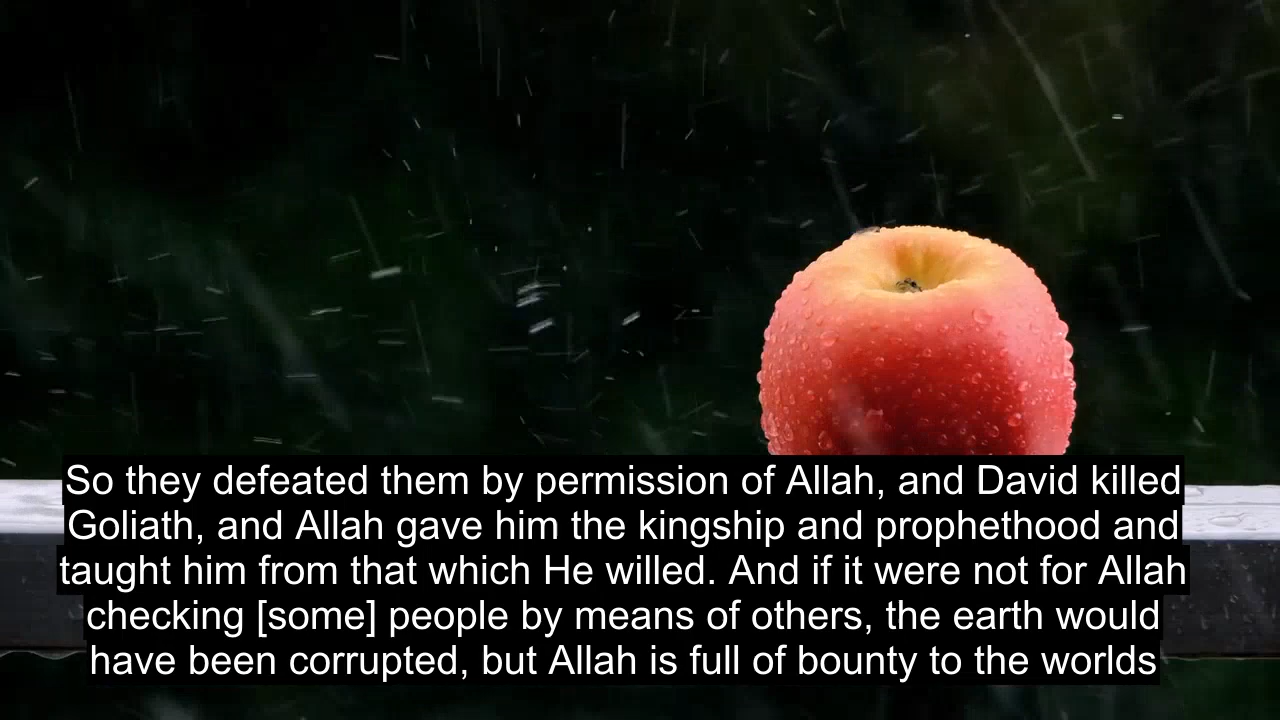 So they defeated them by permission of Allah, and David killed
Goliath, and Allah gave him the kingship and prophethood and
taught him from that which He willed. And if it were not for Allah
checking [some] people by means of others, the earth would
have been corrupted, but Allah is full of bounty to the worlds